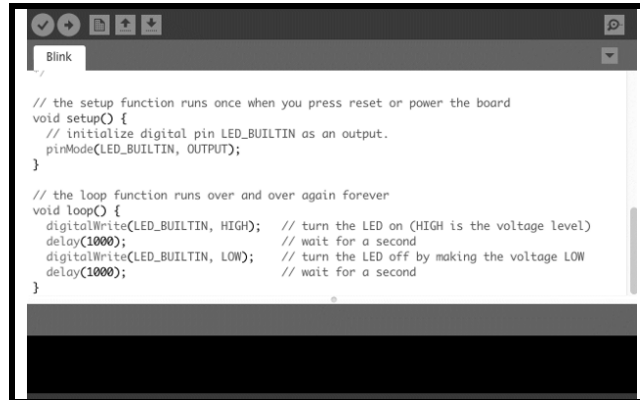 Blink
*/
// the setup function runs once when you press reset or power the board
void setup() {
  // initialize digital pin LED_BUILTIN as an output.
  pinMode(LED_BUILTIN, OUTPUT);
}
// the loop function runs over and over again forever
void loop() {
  digitalWrite(LED_BUILTIN, HIGH);   // turn the LED on (HIGH is the voltage level)
  delay(1000);                       // wait for a second
  digitalWrite(LED_BUILTIN, LOW);    // turn the LED off by making the voltage LOW
  delay(1000);                       // wait for a second
}